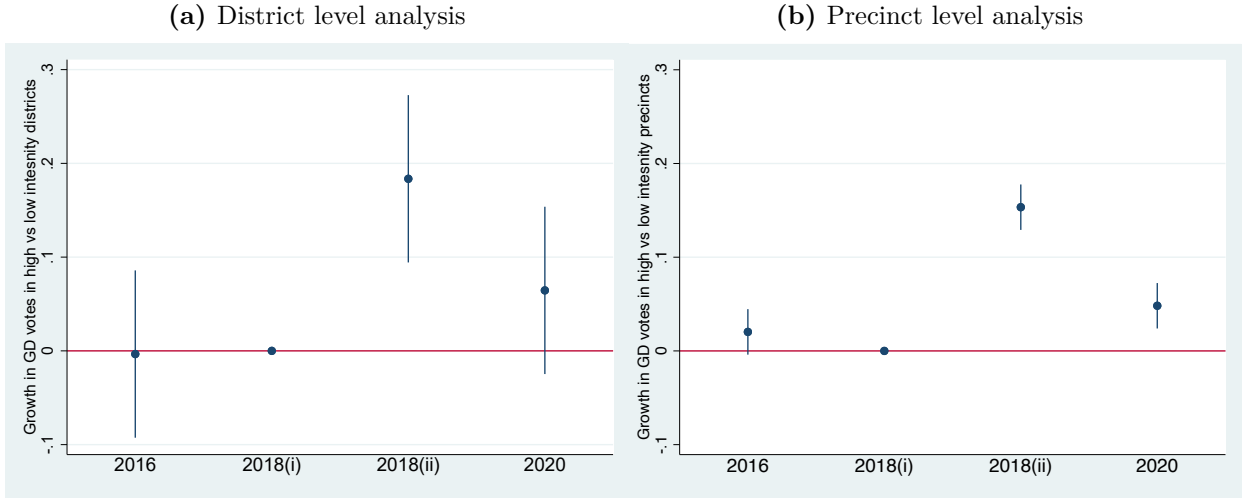 (a) District level analysis
Growth in GD votes in high vs low intesnity districts
.3
.2
.1
0
-.1
2016 2018(i) 2018(ii) 2020
(b) Precinct level analysis
Growth in GD votes in high vs low intesnity precincts
.3
.2
.1
0
-.1
2016 2018(i) 2018(ii) 2020